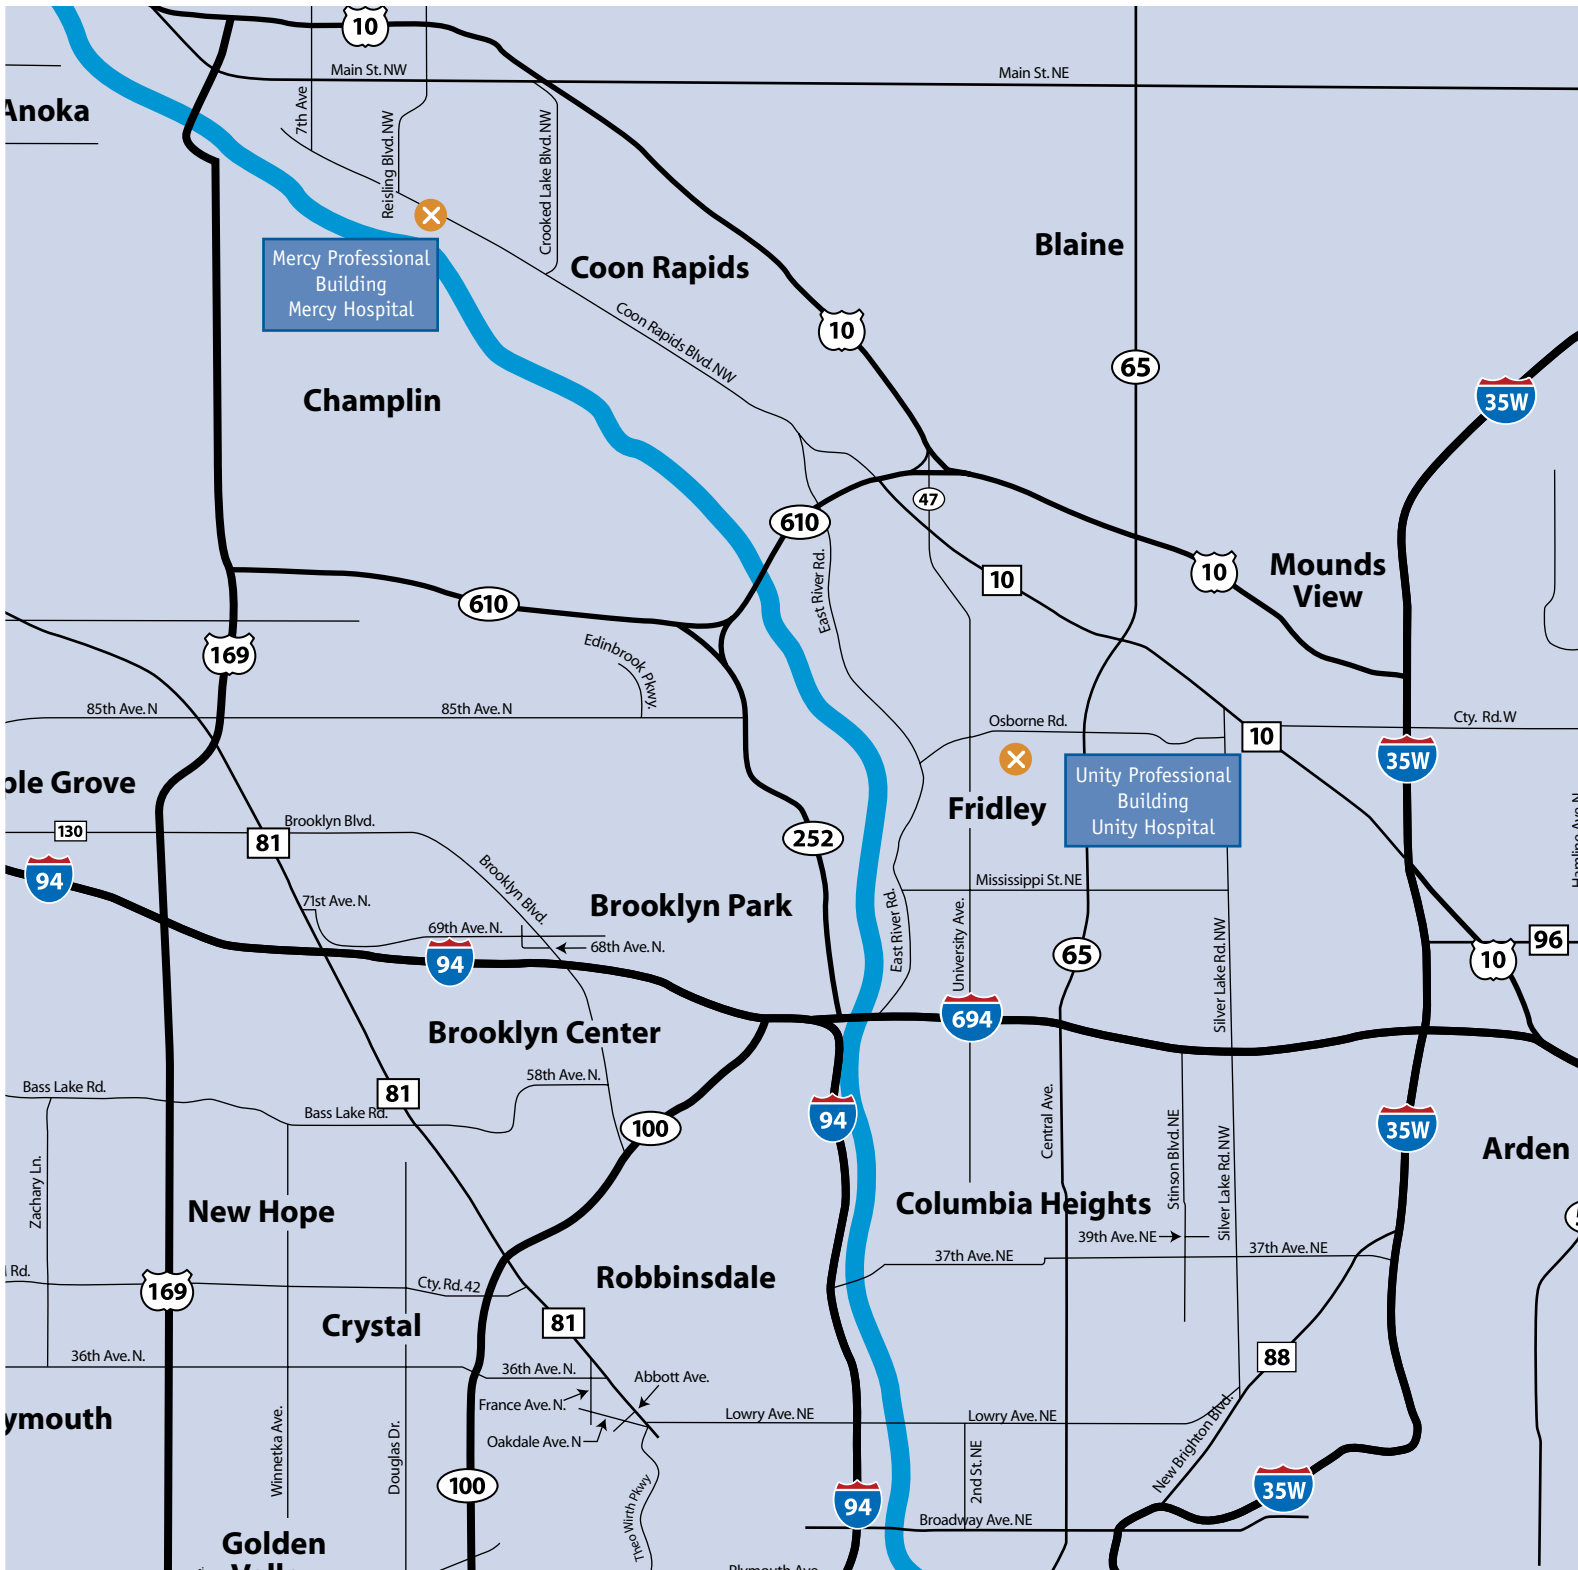 10
Main St. NW
Main St. NE
Anoka
7th Ave
Reisling Blvd. NW
Crooked Lake Blvd. NW
Mercy Professional
Building
Mercy Hospital
Coon Rapids
Blaine
Coon Rapids Blvd. NW
10
65
35W
Champlin
47
610
East River Rd.
10
10
Mounds
View
610
169
Edinbrook Pkwy.
85th Ave. N
85th Ave. N
Osborne Rd.
10
Cty. Rd. W
35W
ple Grove
Unity Professional
Building
Unity Hospital
Fridley
130
81
Brooklyn Blvd.
252
94
Brooklyn Blvd.
71st Ave. N.
Brooklyn Park
Mississippi St. NE
69th Ave. N.
68th Ave. N.
94
East River Rd.
University Ave.
65
Silver Lake Rd. NW
10
96
Brooklyn Center
694
Bass Lake Rd.
81
58th Ave. N.
Bass Lake Rd.
100
94
Central Ave.
Stinson Blvd. NE
Silver Lake Rd. NW
35W
Arden
Zachary Ln.
New Hope
Columbia Heights
39th Ave. NE
37th Ave. NE
37th Ave. NE
Rd.
169
Cty. Rd. 42
Robbinsdale
Crystal
81
88
36th Ave. N.
36th Ave. N.
Abbott Ave.
France Ave. N.
Oakdale Ave. N
Lowry Ave. NE
Lowry Ave. NE
New Brighton Blvd.
ymouth
Winnetka Ave.
Douglas Dr.
100
Theo Wirth Pkwy
94
2nd St. NE
35W
Broadway Ave. NE
Golden